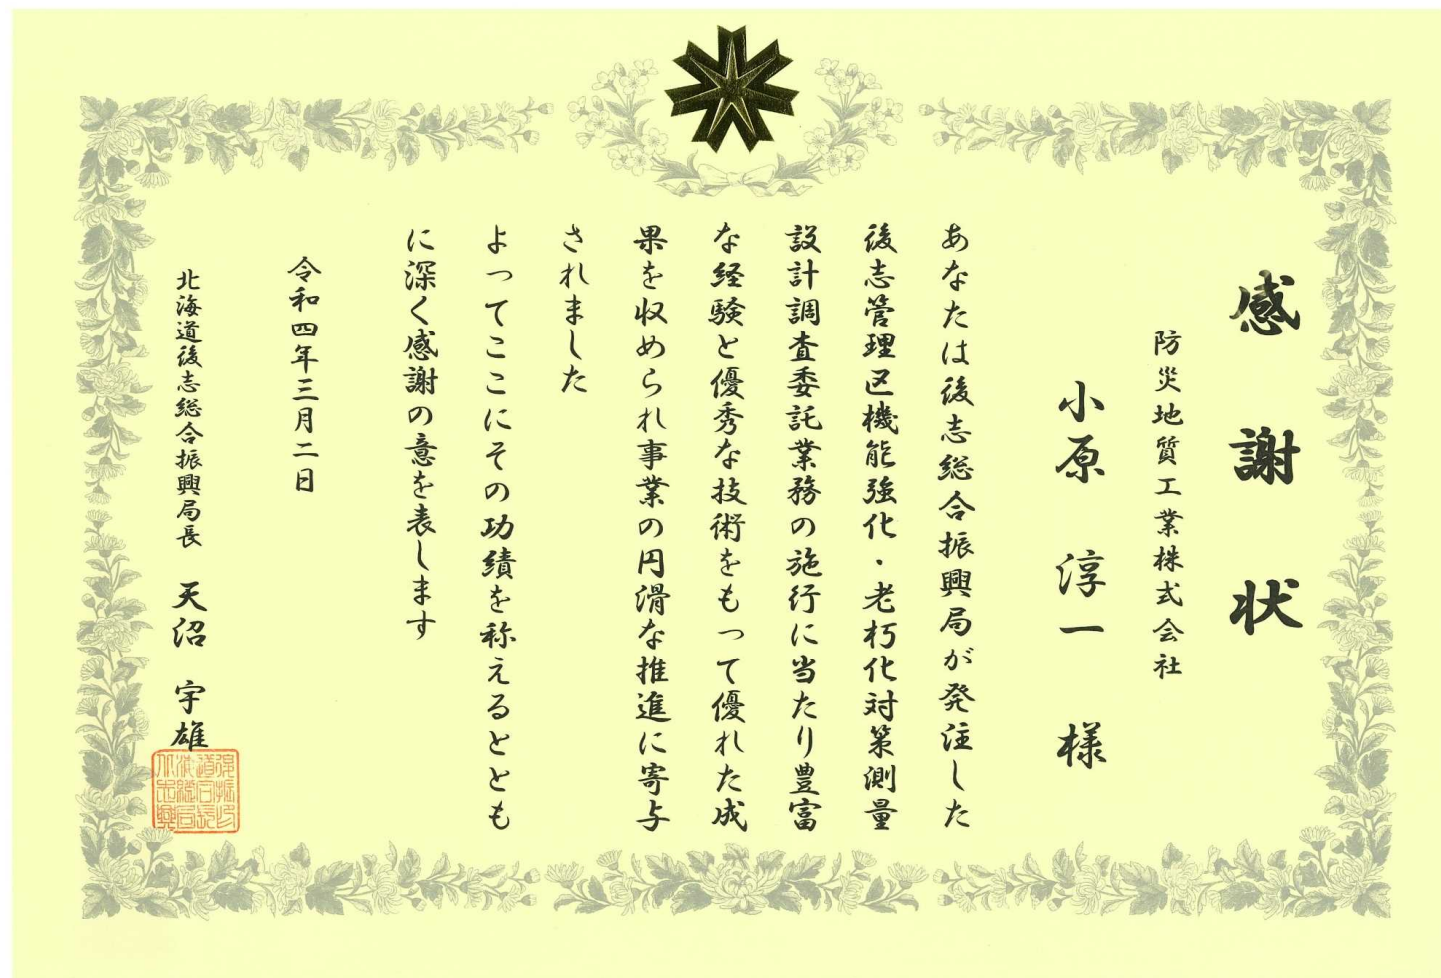 感謝状
防災地質工業株式会社
小原淳一様
あなたは後志総合振興局が発注した
後志管理区機能強化・老朽化対策測量
設計調査委託業務の施行に当たり豊富
な経験と優秀な技術をもって優れた成
果を収められ事業の円滑な推進に寄与
されました
よってここにその功績を称えるととも
に深く感謝の意を表します
令和四年三月二日
北海道後志総合振興局長 天沼 宇雄